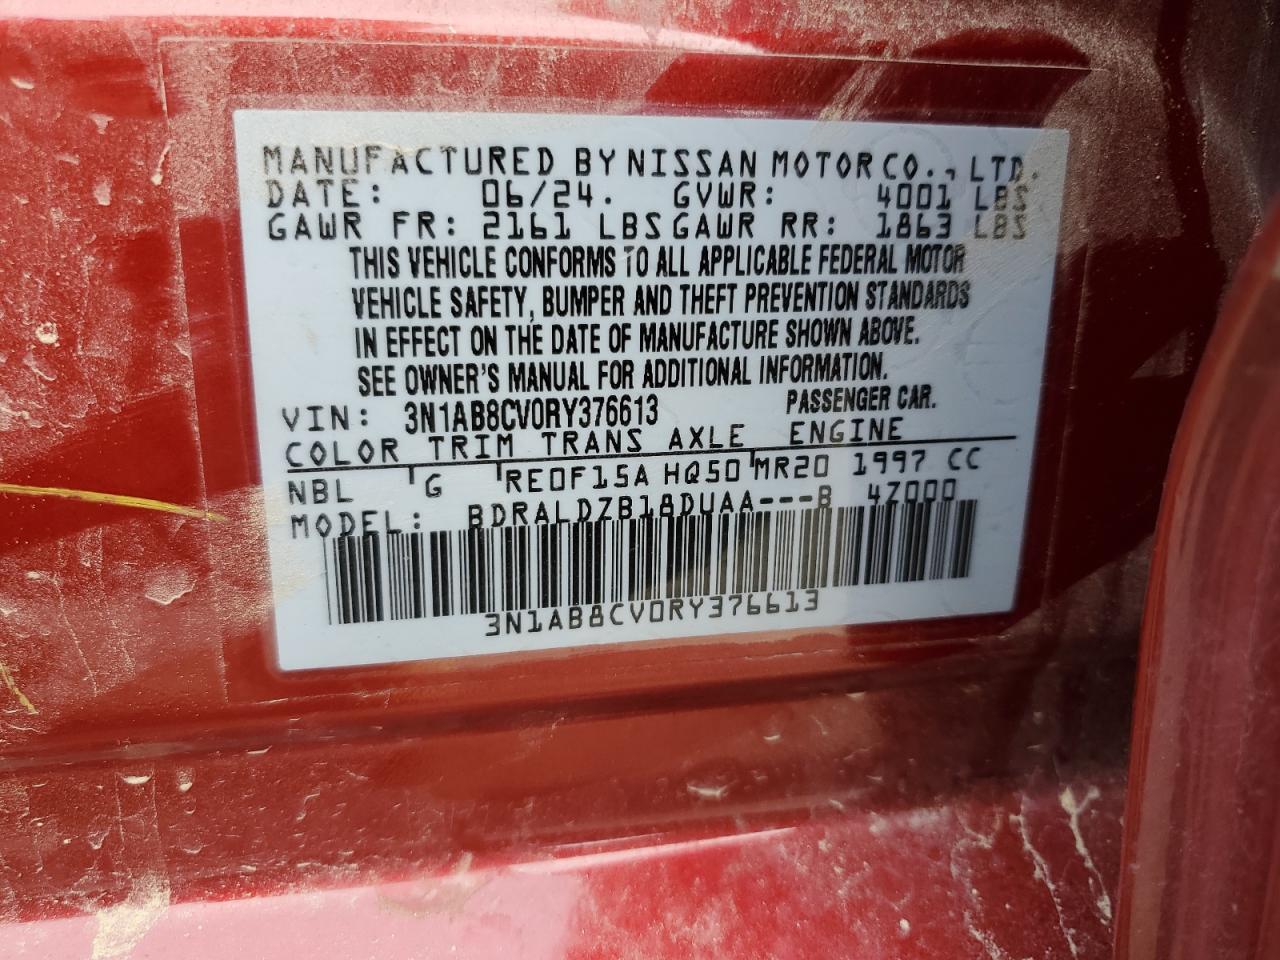 MANUFACTURED BY NISSAN MOTOR CO., LTD.
DATE: 06/24. GVWR: 4001 LBS
GAWR FR: 2161 LBS GAWR RR: 1863 LBS
THIS VEHICLE CONFORMS TO ALL APPLICABLE FEDERAL MOTOR
VEHICLE SAFETY, BUMPER AND THEFT PREVENTION STANDARDS
IN EFFECT ON THE DATE OF MANUFACTURE SHOWN ABOVE.
SEE OWNER'S MANUAL FOR ADDITIONAL INFORMATION.
VIN: 3N1AB8CV0RY376613 PASSENGER CAR.
COLOR TRIM TRANS AXLE ENGINE
NBL G RE0F15A HQ50 MR20 1997 CC
MODEL: BDRALDZB18DUAA---B 4Z000
3N1AB8CV0RY376613